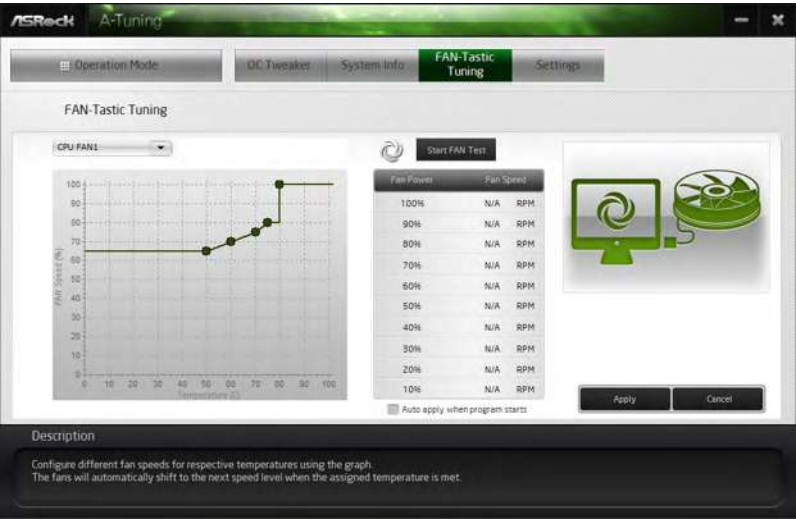 ASRock A-Tuning
Operation Mode OC Tweaker System Info FAN-Tastic Tuning Settings
FAN-Tastic Tuning
CPU FAN1
Start FAN Test
Fan Power Fan Speed
100% N/A RPM
90% N/A RPM
80% N/A RPM
70% N/A RPM
60% N/A RPM
50% N/A RPM
40% N/A RPM
30% N/A RPM
20% N/A RPM
10% N/A RPM
Auto apply when program starts
FAN Speed (%)
100
90
80
70
60
50
40
30
20
10
0
0 10 20 30 40 50 60 70 80 90 100
Temperature (C)
Apply Cancel
Description
Configure different fan speeds for respective temperatures using the graph.
The fans will automatically shift to the next speed level when the assigned temperature is met.